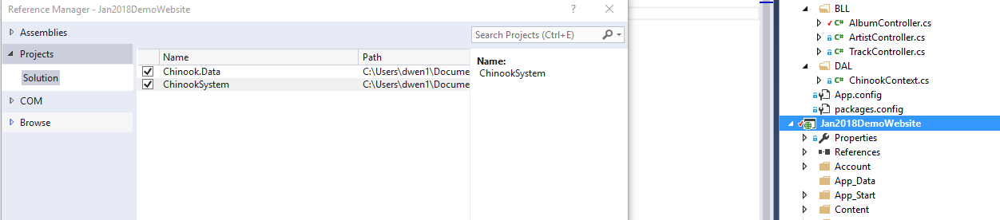 Reference Manager - Jan2018DemoWebsite
?
Assemblies
Search Projects (Ctrl+E)
Projects
Solution
COM
Browse
Name Path
Chinook.Data C:\Users\dwen1\Docume
ChinookSystem C:\Users\dwen1\Docume
Name:
ChinookSystem
BLL
C# AlbumController.cs
C# ArtistController.cs
C# TrackController.cs
DAL
C# ChinookContext.cs
App.config
packages.config
Jan2018DemoWebsite
Properties
References
Account
App_Data
App_Start
Content